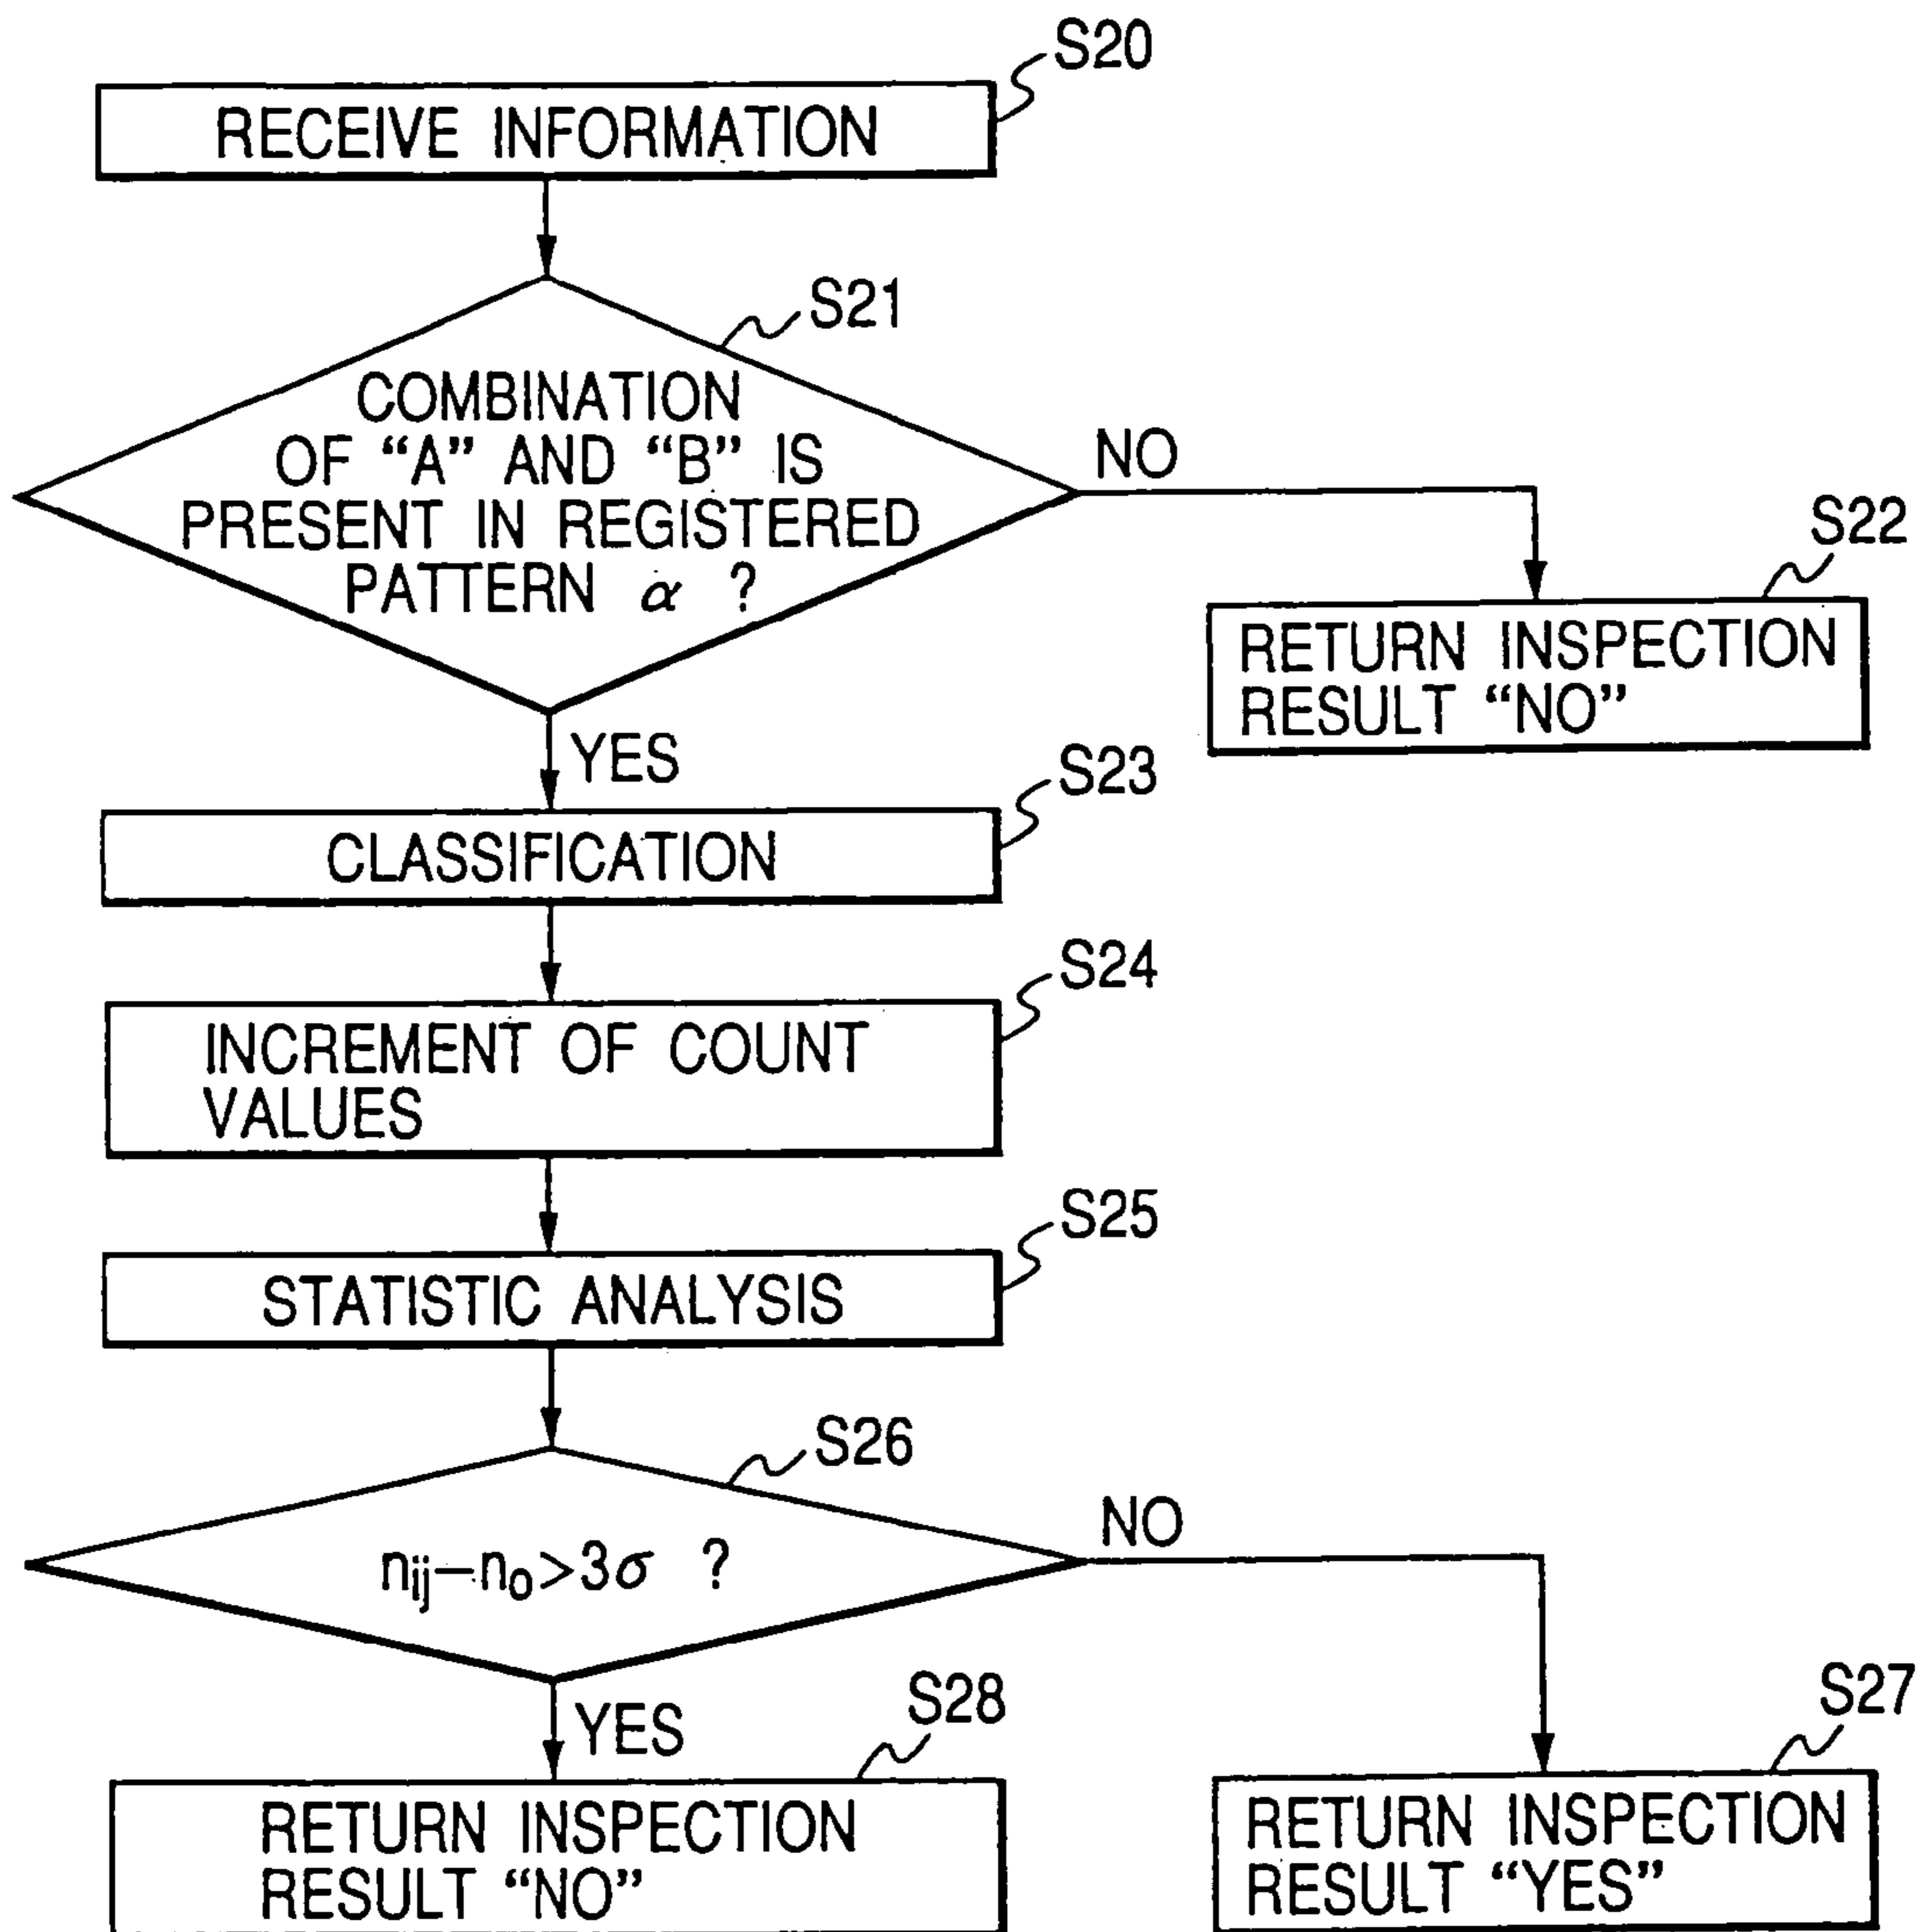 S20
RECEIVE INFORMATION
S21
COMBINATION
OF “A” AND “B” IS
PRESENT IN REGISTERED
PATTERN α ?
NO
S22
RETURN INSPECTION
RESULT “NO”
YES
S23
CLASSIFICATION
S24
INCREMENT OF COUNT
VALUES
S25
STATISTIC ANALYSIS
S26
nij−n0>3σ ?
NO
S27
RETURN INSPECTION
RESULT “YES”
YES
S28
RETURN INSPECTION
RESULT “NO”